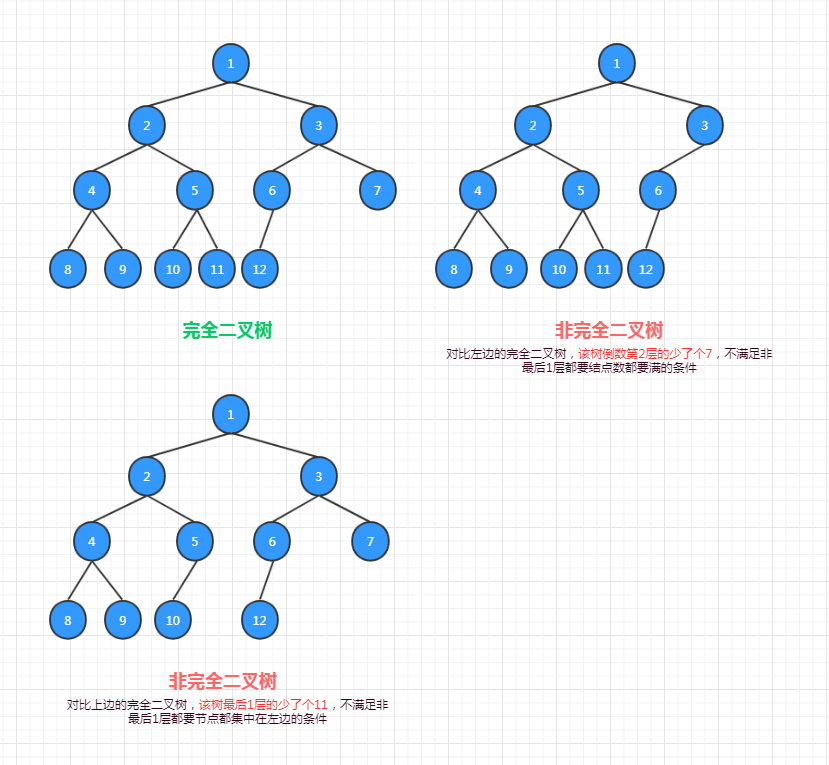 1
2 3
4 5 6 7
8 9 10 11 12
完全二叉树
1
2 3
4 5 6
8 9 10 11 12
非完全二叉树
对比左边的完全二叉树，该树倒数第2层的少了个7，不满足非
最后1层都要结点数都要满的条件
1
2 3
4 5 6 7
8 9 10 12
非完全二叉树
对比上边的完全二叉树，该树最后1层的少了个11，不满足非
最后1层都要节点都集中在左边的条件